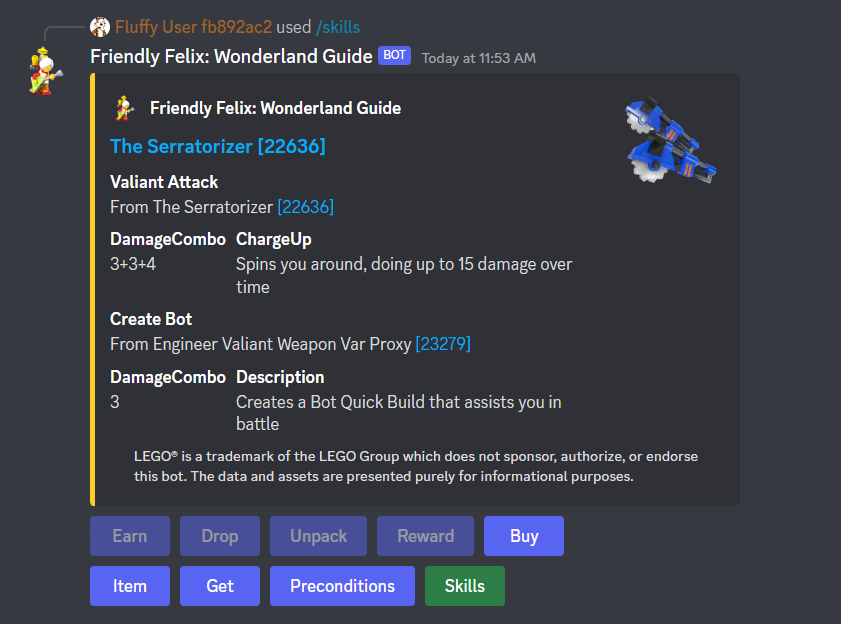 Fluffy User fb892ac2 used /skills
Friendly Felix: Wonderland Guide BOT Today at 11:53 AM
Friendly Felix: Wonderland Guide
The Serratorizer [22636]
Valiant Attack
From The Serratorizer [22636]
DamageCombo ChargeUp
3+3+4 Spins you around, doing up to 15 damage over
time
Create Bot
From Engineer Valiant Weapon Var Proxy [23279]
DamageCombo Description
3 Creates a Bot Quick Build that assists you in
battle
LEGO® is a trademark of the LEGO Group which does not sponsor, authorize, or endorse
this bot. The data and assets are presented purely for informational purposes.
Earn Drop Unpack Reward Buy
Item Get Preconditions Skills